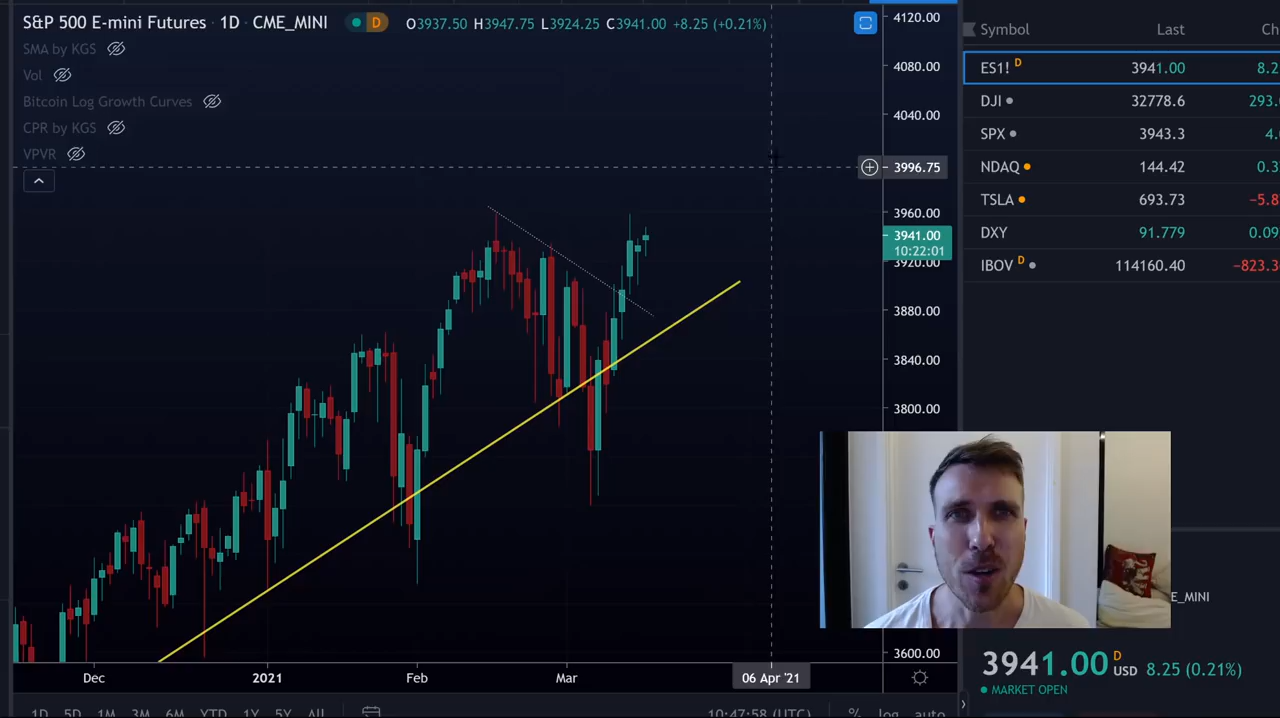 S&P 500 E-mini Futures · 1D · CME_MINI D O3937.50 H3947.75 L3924.25 C3941.00 +8.25 (+0.21%)
SMA by KGS
Vol
Bitcoin Log Growth Curves
CPR by KGS
VPVR
4120.00
4080.00
4040.00
3996.75
3960.00
3941.00
10:22:01
3920.00
3880.00
3840.00
3800.00
3600.00
Dec 2021 Feb Mar 06 Apr '21
1D 5D 1M 3M 6M YTD 1Y 5Y All 10:47:58 (UTC) % log auto
Symbol Last Ch
ES1! D 3941.00 8.2
DJI 32778.6 293.
SPX 3943.3 4.
NDAQ 144.42 0.3
TSLA 693.73 −5.8
DXY 91.779 0.09
IBOV D 114160.40 −823.3
E_MINI
3941.00 D USD 8.25 (0.21%)
MARKET OPEN